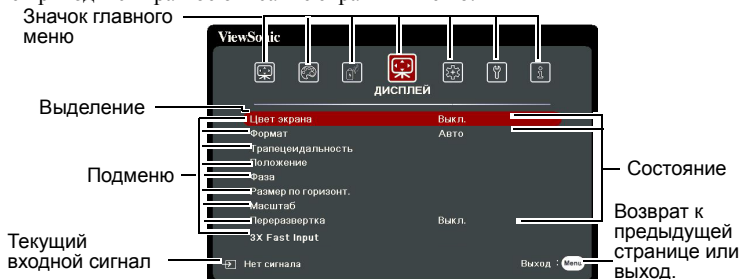 Значок главного
меню
ViewSonic
ДИСПЛЕЙ
Выделение
Цвет экрана Выкл.
Формат Авто
Трапецеидальность
Положение
Фаза
Размер по горизонт.
Масштаб
Переразвертка Выкл.
3X Fast Input
Подменю
Состояние
Текущий
входной сигнал
Нет сигнала
Выход : Menu
Возврат к
предыдущей
странице или
выход.